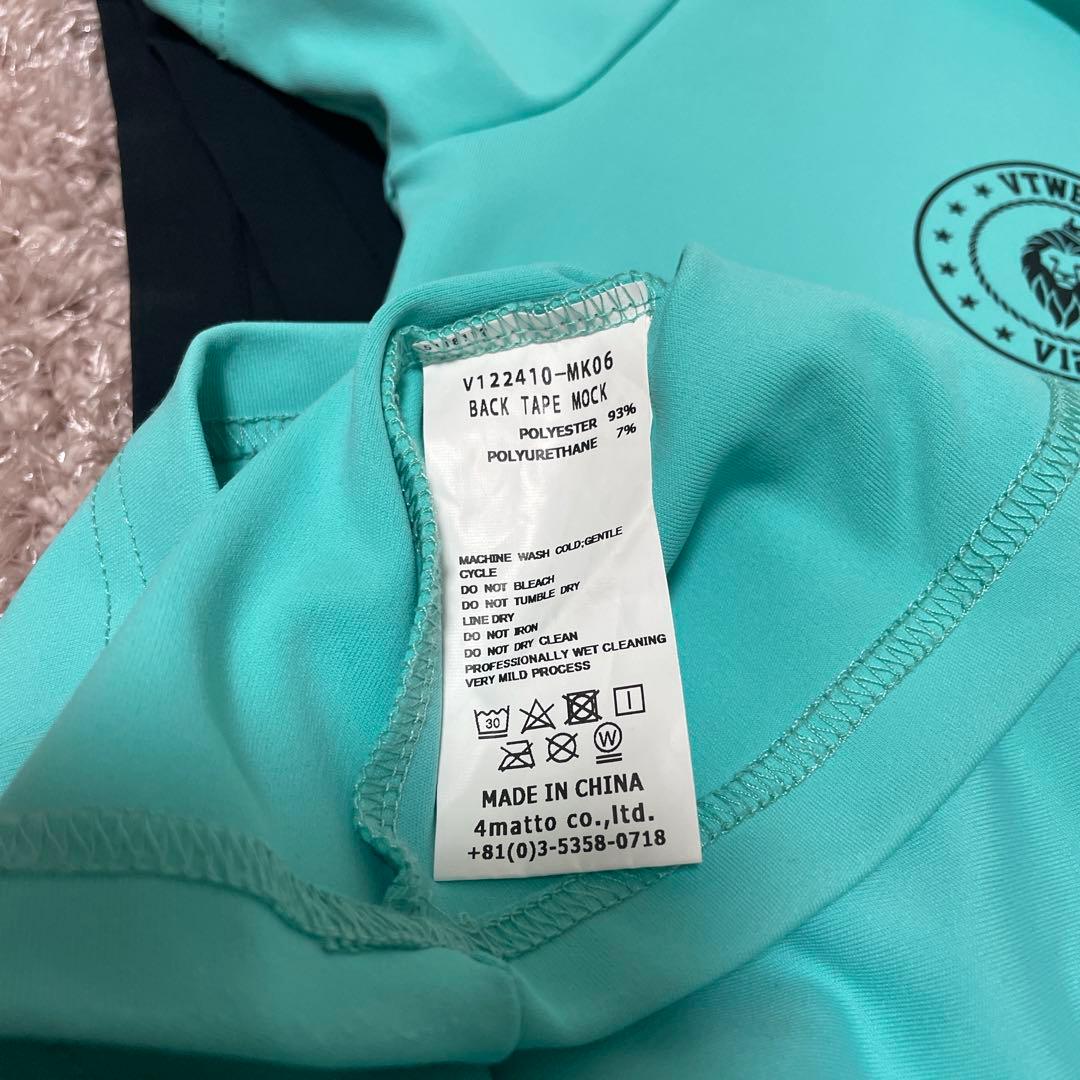 V122410-MK06
BACK TAPE MOCK
POLYESTER 93%
POLYURETHANE 7%
MACHINE WASH COLD;GENTLE
CYCLE
DO NOT BLEACH
DO NOT TUMBLE DRY
LINE DRY
DO NOT IRON
DO NOT DRY CLEAN
PROFESSIONALLY WET CLEANING
VERY MILD PROCESS
30
W
MADE IN CHINA
4matto co.,ltd.
+81(0)3-5358-0718